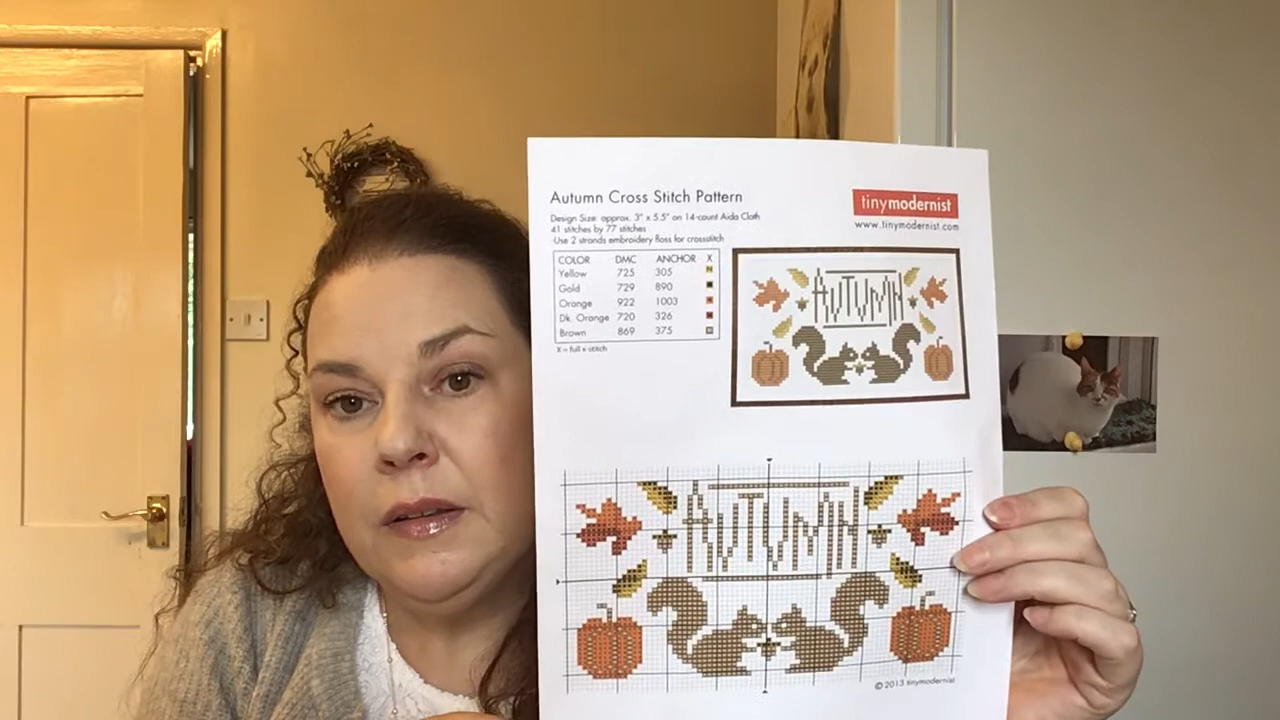 Autumn Cross Stitch Pattern
Design Size: approx. 3" x 5.5" on 14-count Aida Cloth
41 stitches by 77 stitches
Use 2 strands embroidery floss for crosstitch
tinymodernist
www.tinymodernist.com
COLOR DMC ANCHOR X
Yellow 725 305
Gold 729 890
Orange 922 1003
Dk. Orange 720 326
Brown 869 375
X = full x stitch
AUTUMN
AUTUMN
© 2013 tinymodernist